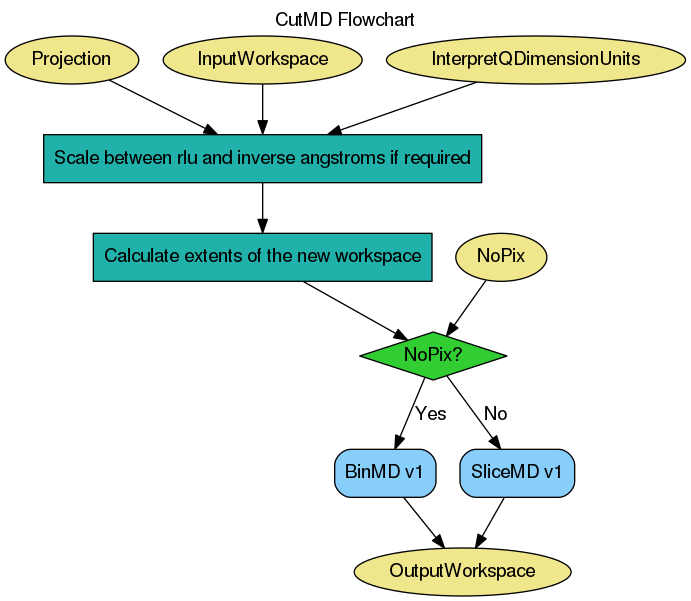 CutMD Flowchart
Projection
InputWorkspace
InterpretQDimensionUnits
Scale between rlu and inverse angstroms if required
Calculate extents of the new workspace
NoPix
NoPix?
Yes
No
BinMD v1
SliceMD v1
OutputWorkspace